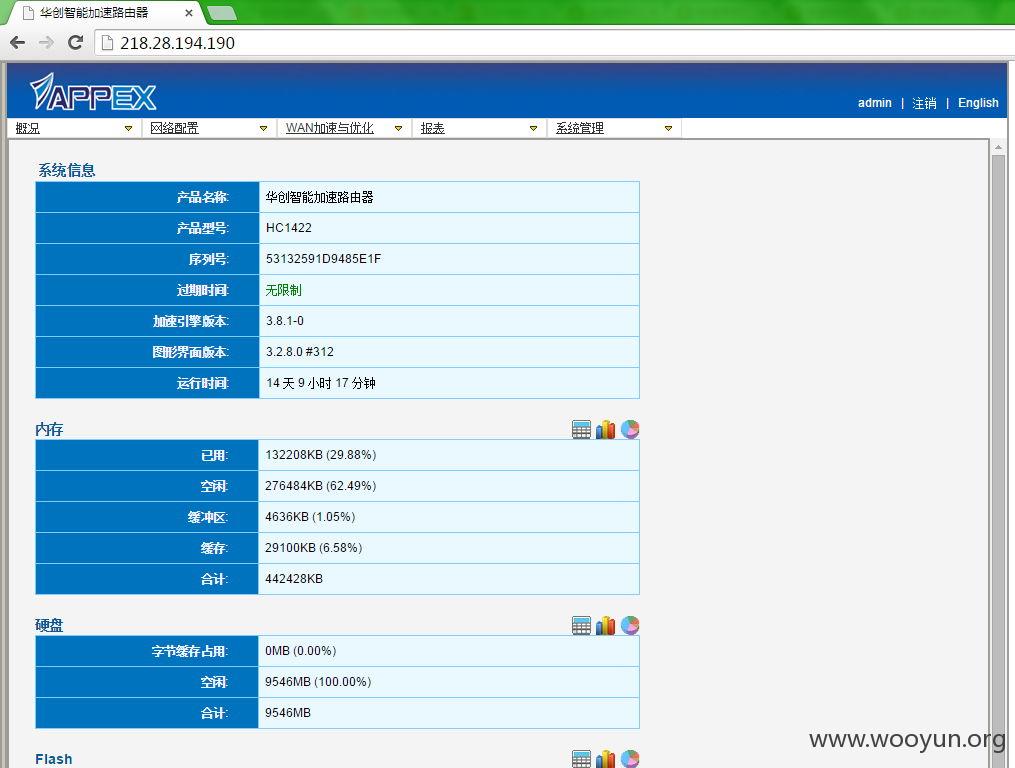 华创智能加速路由器
218.28.194.190
APPEX
admin | 注销 | English
概况 网络配置 WAN加速与优化 报表 系统管理
系统信息
产品名称: 华创智能加速路由器
产品型号: HC1422
序列号: 53132591D9485E1F
过期时间: 无限制
加速引擎版本: 3.8.1-0
图形界面版本: 3.2.8.0 #312
运行时间: 14 天 9 小时 17 分钟
内存
已用: 132208KB (29.88%)
空闲: 276484KB (62.49%)
缓冲区: 4636KB (1.05%)
缓存: 29100KB (6.58%)
合计: 442428KB
硬盘
字节缓存占用: 0MB (0.00%)
空闲: 9546MB (100.00%)
合计: 9546MB
Flash
www.wooyun.org